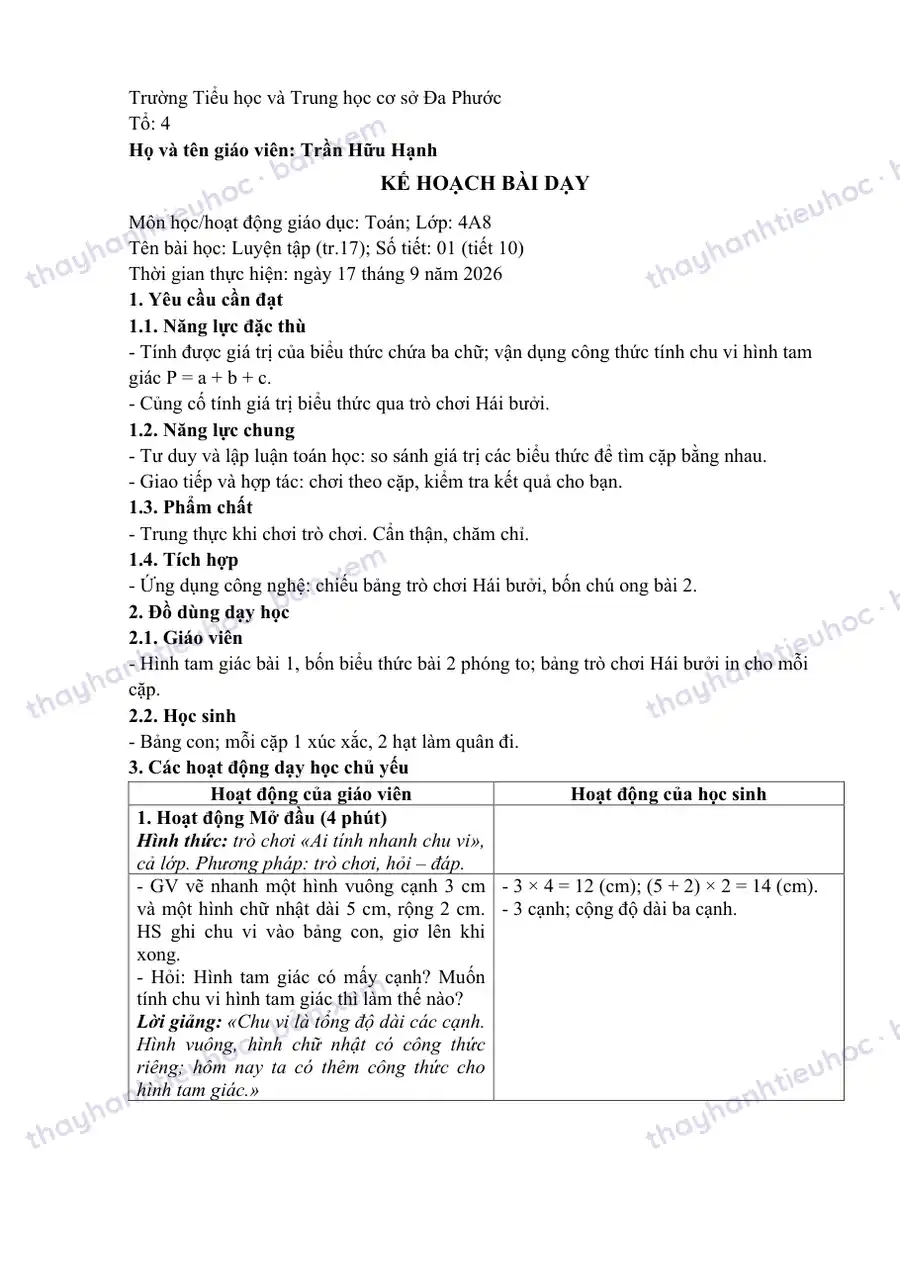 Trường Tiểu học và Trung học cơ sở Đa Phước
Tổ: 4
Họ và tên giáo viên: Trần Hữu Hạnh
KẾ HOẠCH BÀI DẠY
Môn học/hoạt động giáo dục: Toán; Lớp: 4A8
Tên bài học: Luyện tập (tr.17); Số tiết: 01 (tiết 10)
Thời gian thực hiện: ngày 17 tháng 9 năm 2026
1. Yêu cầu cần đạt
1.1. Năng lực đặc thù
- Tính được giá trị của biểu thức chứa ba chữ; vận dụng công thức tính chu vi hình tam
giác P = a + b + c.
- Củng cố tính giá trị biểu thức qua trò chơi Hái bưởi.
1.2. Năng lực chung
- Tư duy và lập luận toán học: so sánh giá trị các biểu thức để tìm cặp bằng nhau.
- Giao tiếp và hợp tác: chơi theo cặp, kiểm tra kết quả cho bạn.
1.3. Phẩm chất
- Trung thực khi chơi trò chơi. Cẩn thận, chăm chỉ.
1.4. Tích hợp
- Ứng dụng công nghệ: chiếu bảng trò chơi Hái bưởi, bốn chú ong bài 2.
2. Đồ dùng dạy học
2.1. Giáo viên
- Hình tam giác bài 1, bốn biểu thức bài 2 phóng to; bảng trò chơi Hái bưởi in cho mỗi
cặp.
2.2. Học sinh
- Bảng con; mỗi cặp 1 xúc xắc, 2 hạt làm quân đi.
3. Các hoạt động dạy học chủ yếu
Hoạt động của giáo viên
Hoạt động của học sinh
1. Hoạt động Mở đầu (4 phút)
Hình thức: trò chơi «Ai tính nhanh chu vi»,
cả lớp. Phương pháp: trò chơi, hỏi – đáp.
- GV vẽ nhanh một hình vuông cạnh 3 cm
và một hình chữ nhật dài 5 cm, rộng 2 cm.
HS ghi chu vi vào bảng con, giơ lên khi
xong.
- Hỏi: Hình tam giác có mấy cạnh? Muốn
tính chu vi hình tam giác thì làm thế nào?
Lời giảng: «Chu vi là tổng độ dài các cạnh.
Hình vuông, hình chữ nhật có công thức
riêng; hôm nay ta có thêm công thức cho
hình tam giác.»
- 3 × 4 = 12 (cm); (5 + 2) × 2 = 14 (cm).
- 3 cạnh; cộng độ dài ba cạnh.
thayhanhtieuhoc · bản xem
thayhanhtieuhoc · b
thayhanhtieuhoc · bản xem
thayhanhtieuhoc · b
thayhanhtieuhoc · bản xem
thayhanhtieuhoc · b